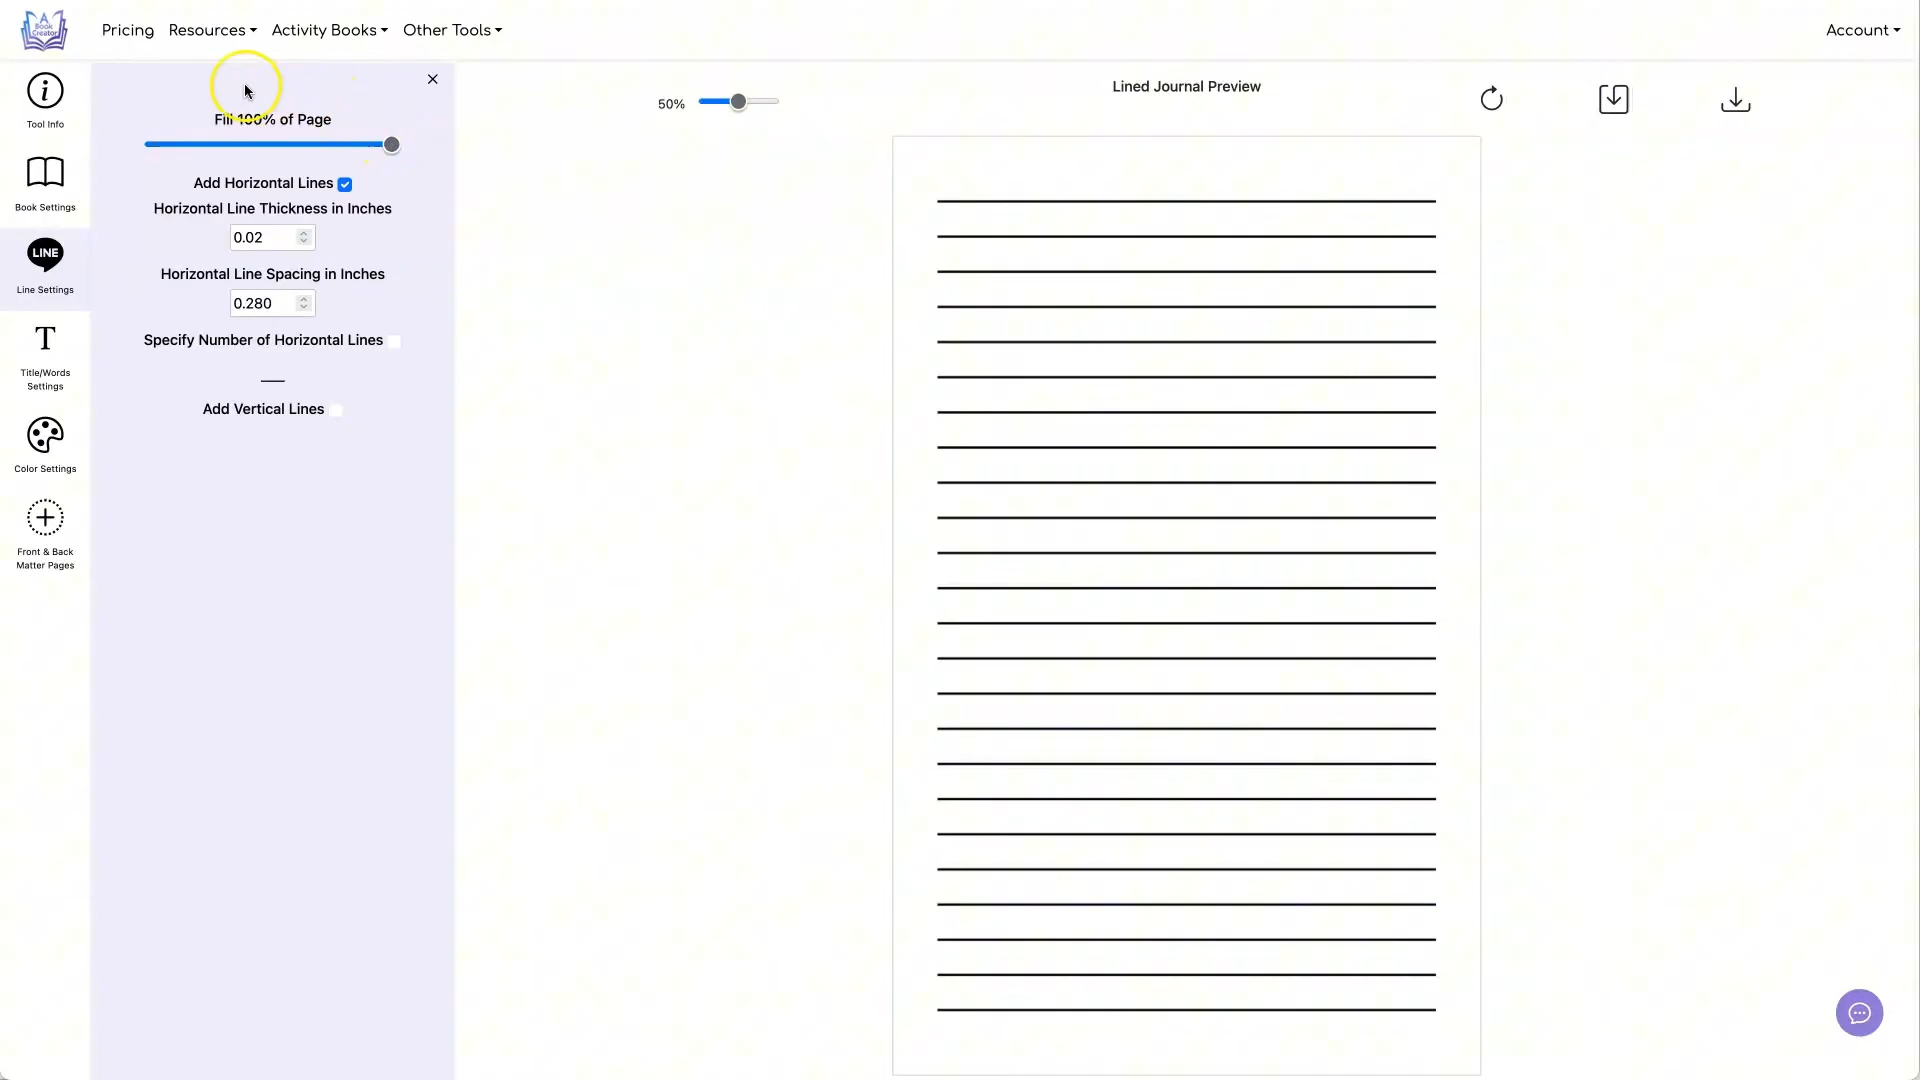 A
Book
Creator
Pricing
Resources
Activity Books
Other Tools
Account
Tool Info
Book Settings
LINE
Line Settings
T
Title/Words
Settings
Color Settings
Front & Back
Matter Pages
Fill 100% of Page
Add Horizontal Lines
Horizontal Line Thickness in Inches
0.02
Horizontal Line Spacing in Inches
0.280
Specify Number of Horizontal Lines
Add Vertical Lines
50%
Lined Journal Preview